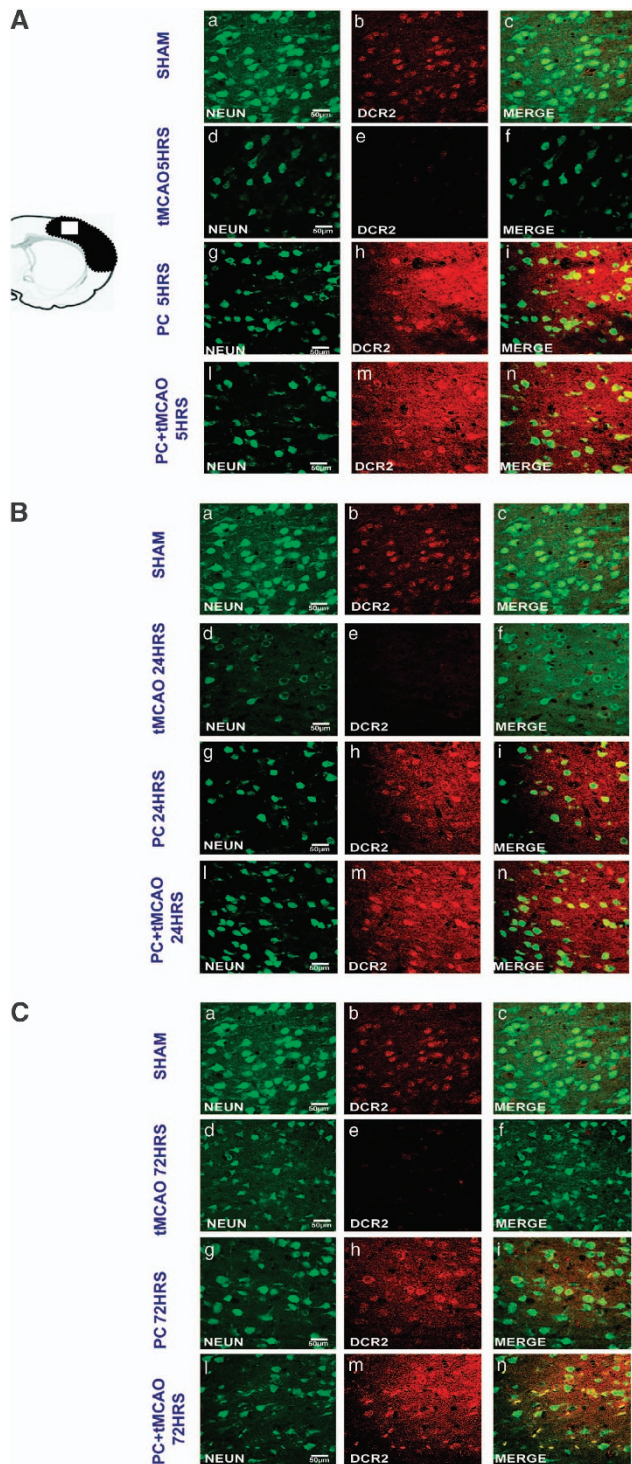 A
SHAM
a
NEUN
50µm
b
DCR2
c
MERGE
tMCAO5HRS
d
NEUN
50µm
e
DCR2
f
MERGE
PC 5HRS
g
NEUN
50µm
h
DCR2
i
MERGE
PC+tMCAO
5HRS
l
NEUN
50µm
m
DCR2
n
MERGE
B
SHAM
a
NEUN
50µm
b
DCR2
c
MERGE
tMCAO 24HRS
d
NEUN
50µm
e
DCR2
f
MERGE
PC 24HRS
g
NEUN
50µm
h
DCR2
i
MERGE
PC+tMCAO
24HRS
l
NEUN
50µm
m
DCR2
n
MERGE
C
SHAM
a
NEUN
50µm
b
DCR2
c
MERGE
tMCAO 72HRS
d
NEUN
50µm
e
DCR2
f
MERGE
PC 72HRS
g
NEUN
50µm
h
DCR2
i
MERGE
PC+tMCAO
72HRS
l
NEUN
50µm
m
DCR2
n
MERGE